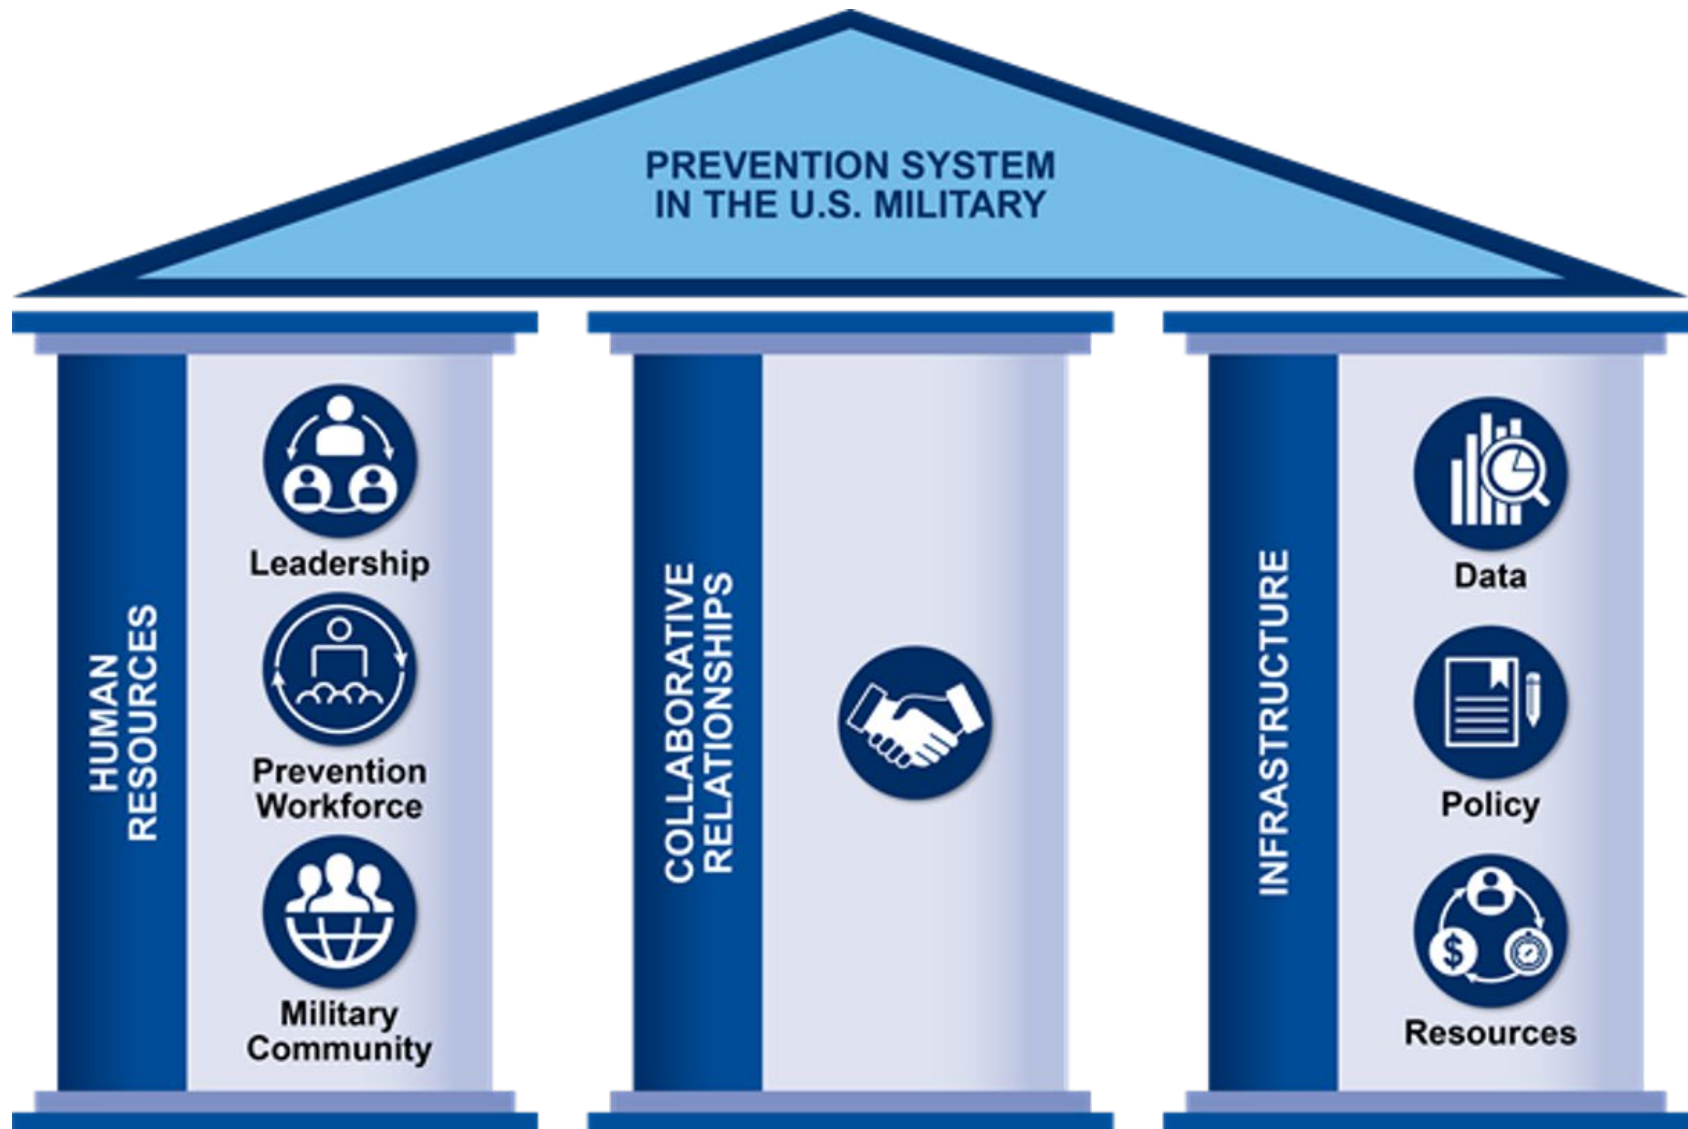 PREVENTION SYSTEM
IN THE U.S. MILITARY
HUMAN
RESOURCES
Leadership
Prevention
Workforce
Military
Community
COLLABORATIVE
RELATIONSHIPS
INFRASTRUCTURE
Data
Policy
$
Resources